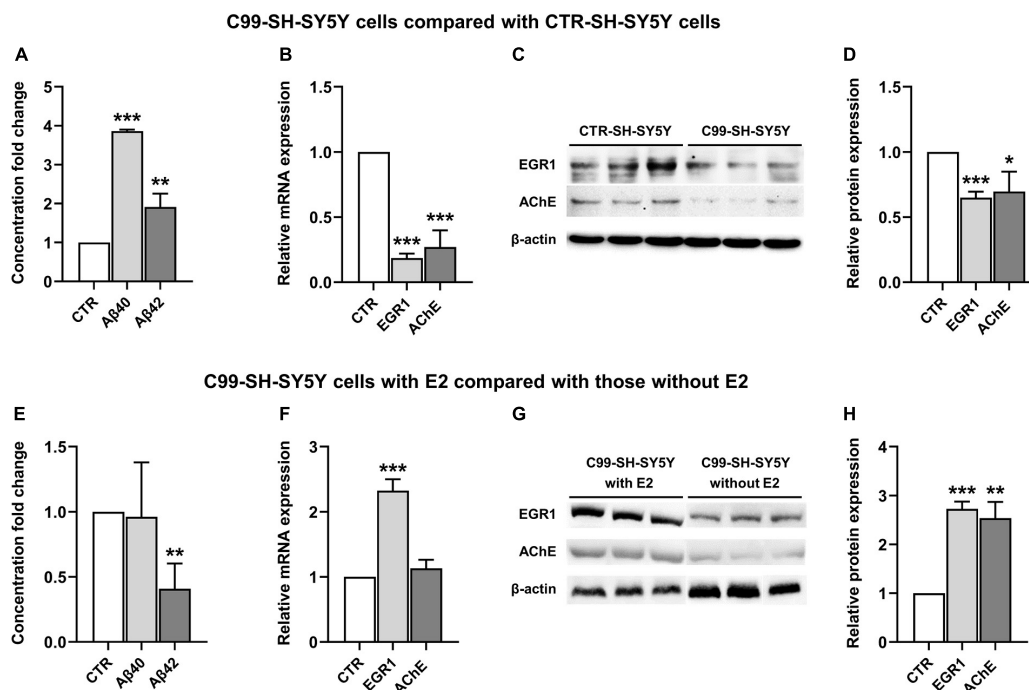 C99-SH-SY5Y cells compared with CTR-SH-SY5Y cells
A
Concentration fold change
5
4
3
2
1
0
***
**
CTR
Aβ40
Aβ42
B
Relative mRNA expression
1.5
1.0
0.5
0.0
***
***
CTR
EGR1
AChE
C
CTR-SH-SY5Y C99-SH-SY5Y
EGR1
AChE
β-actin
D
Relative protein expression
1.5
1.0
0.5
0.0
***
*
CTR
EGR1
AChE
C99-SH-SY5Y cells with E2 compared with those without E2
E
Concentration fold change
1.5
1.0
0.5
0.0
**
CTR
Aβ40
Aβ42
F
Relative mRNA expression
3
2
1
0
***
CTR
EGR1
AChE
G
C99-SH-SY5Y C99-SH-SY5Y
with E2 without E2
EGR1
AChE
β-actin
H
Relative protein expression
4
3
2
1
0
***
**
CTR
EGR1
AChE